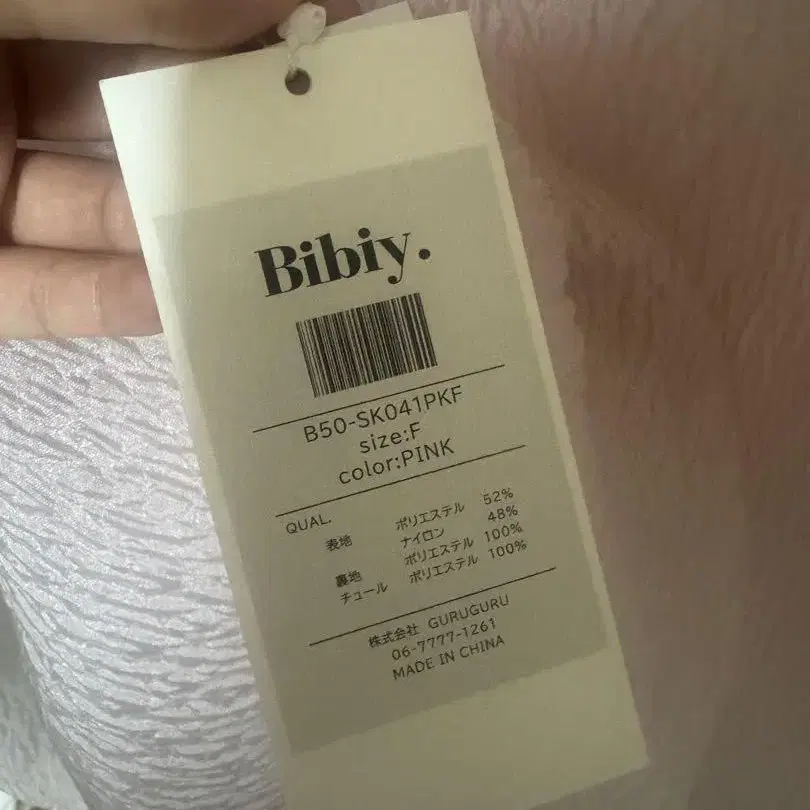 Bibiy.
B50-SK041PKF
size:F
color:PINK
QUAL.
表地 ポリエステル 52%
ナイロン 48%
裏地 ポリエステル 100%
チュール ポリエステル 100%
株式会社 GURUGURU
06-7777-1261
MADE IN CHINA